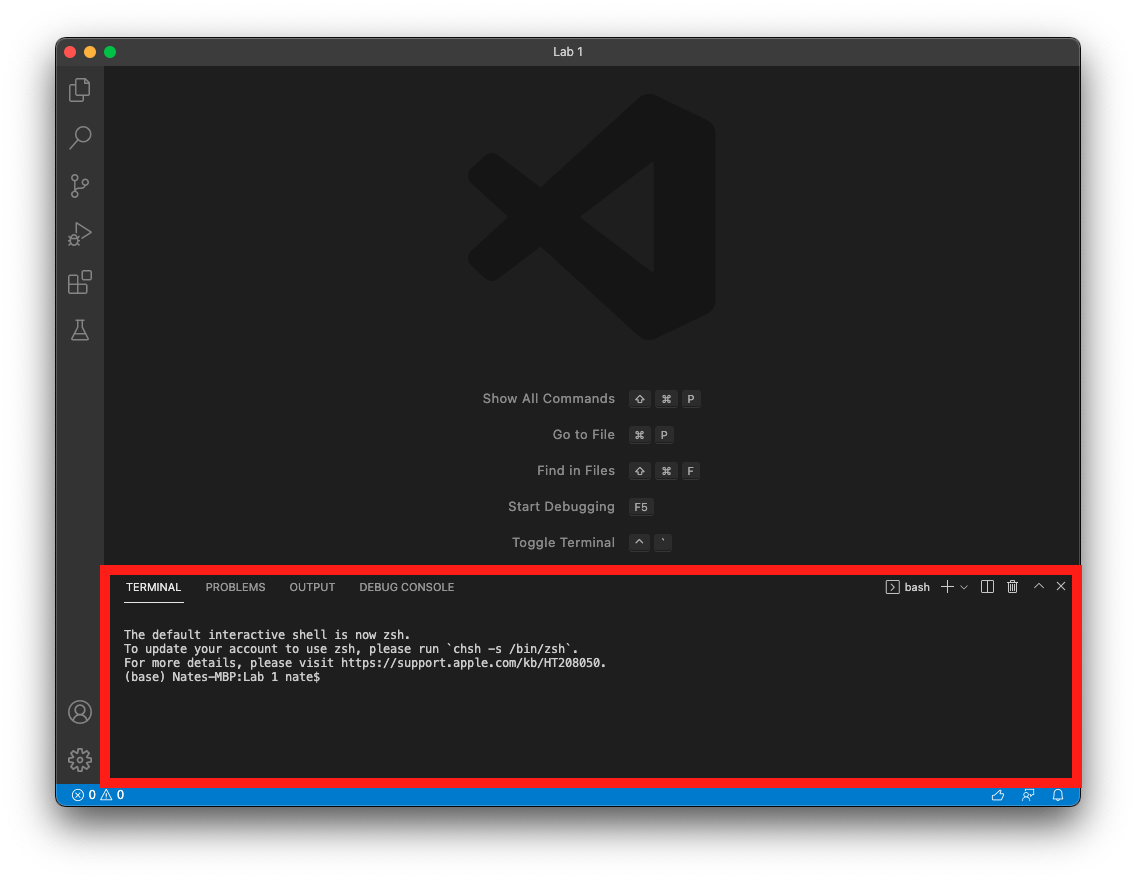 Lab 1
Show All Commands ⇧ ⌘ P
Go to File ⌘ P
Find in Files ⇧ ⌘ F
Start Debugging F5
Toggle Terminal ^ `
TERMINAL PROBLEMS OUTPUT DEBUG CONSOLE bash
The default interactive shell is now zsh.
To update your account to use zsh, please run `chsh -s /bin/zsh`.
For more details, please visit https://support.apple.com/kb/HT208050.
(base) Nates-MBP:Lab 1 nate$
0 0